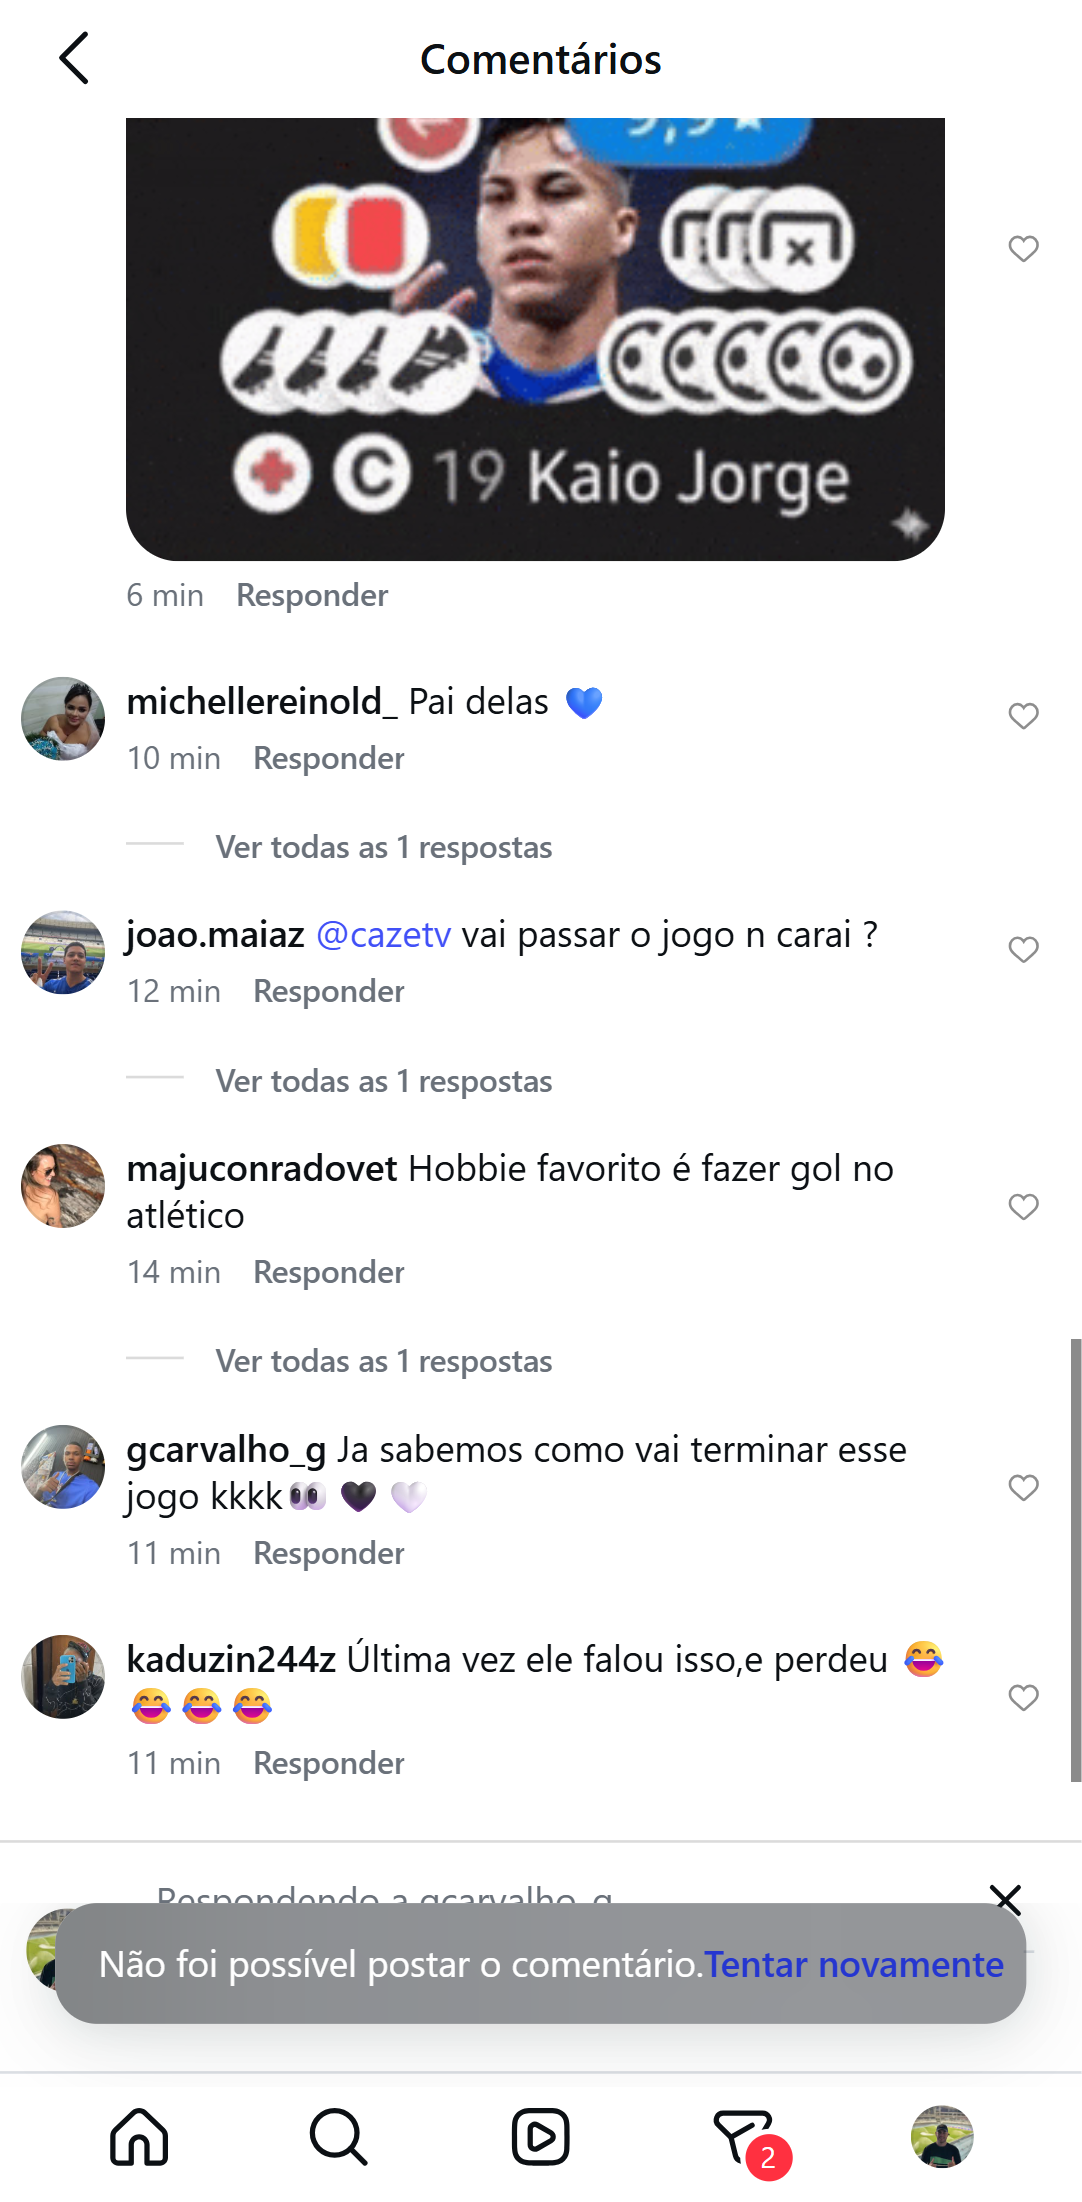 Comentários
9,9★
C 19 Kaio Jorge
6 min Responder
michellereinold_ Pai delas 💙
10 min Responder
Ver todas as 1 respostas
joao.maiaz @cazetv vai passar o jogo n carai ?
12 min Responder
Ver todas as 1 respostas
majuconradovet Hobbie favorito é fazer gol no
atlético
14 min Responder
Ver todas as 1 respostas
gcarvalho_g Ja sabemos como vai terminar esse
jogo kkkk👀🖤🤍
11 min Responder
kaduzin244z Última vez ele falou isso,e perdeu 😂
😂😂😂
11 min Responder
Respondendo a gcarvalho_g
Não foi possível postar o comentário.Tentar novamente
2